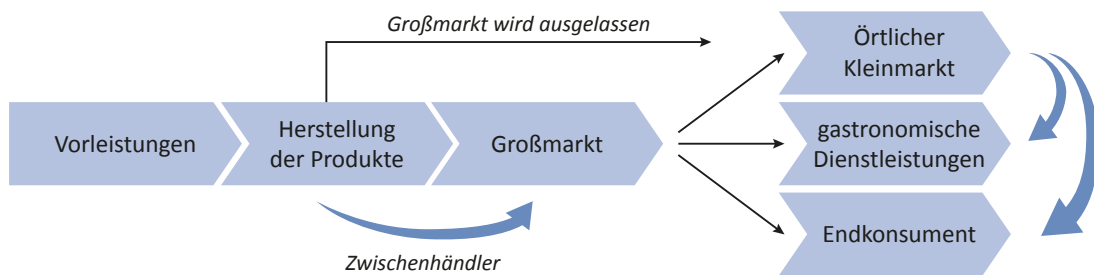 Großmarkt wird ausgelassen
Örtlicher
Kleinmarkt
Vorleistungen
Herstellung
der Produkte
Großmarkt
gastronomische
Dienstleistungen
Endkonsument
Zwischenhändler